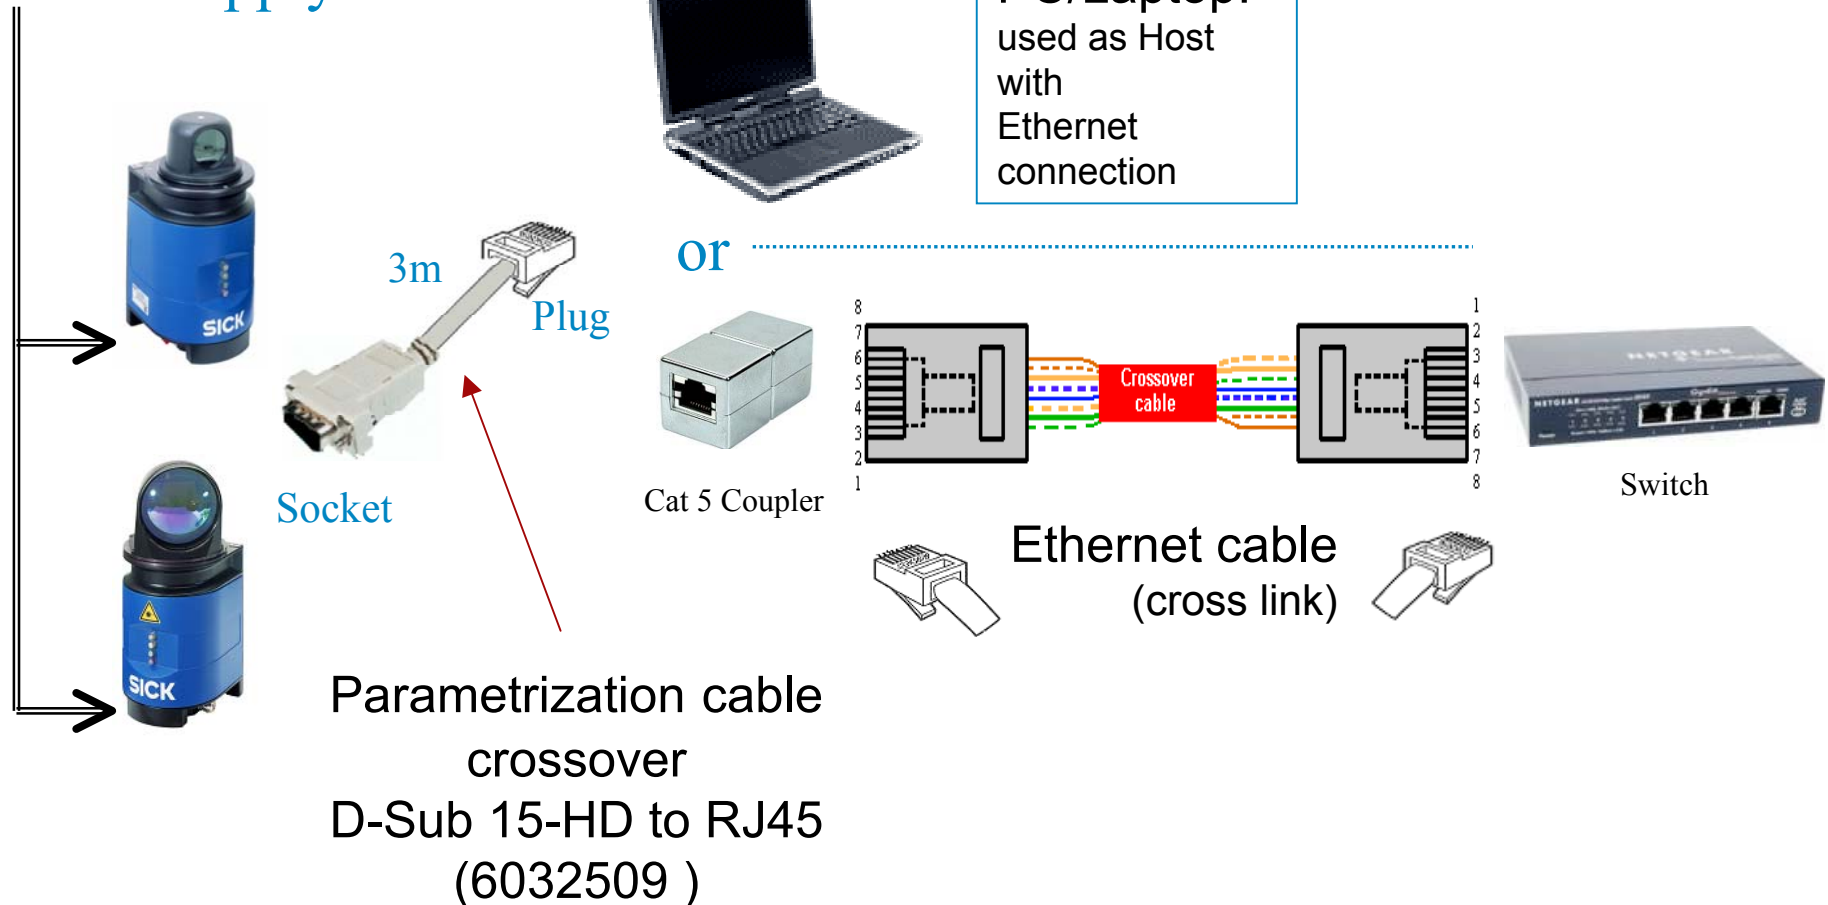 used as Host
with
Ethernet
connection
or
3m
Plug
SICK
Socket
8
7
6
5
4
3
2
1
Crossover
cable
1
2
3
4
5
6
7
8
NETGEAR
Cat 5 Coupler
Switch
Ethernet cable
(cross link)
SICK
Parametrization cable
crossover
D-Sub 15-HD to RJ45
(6032509 )